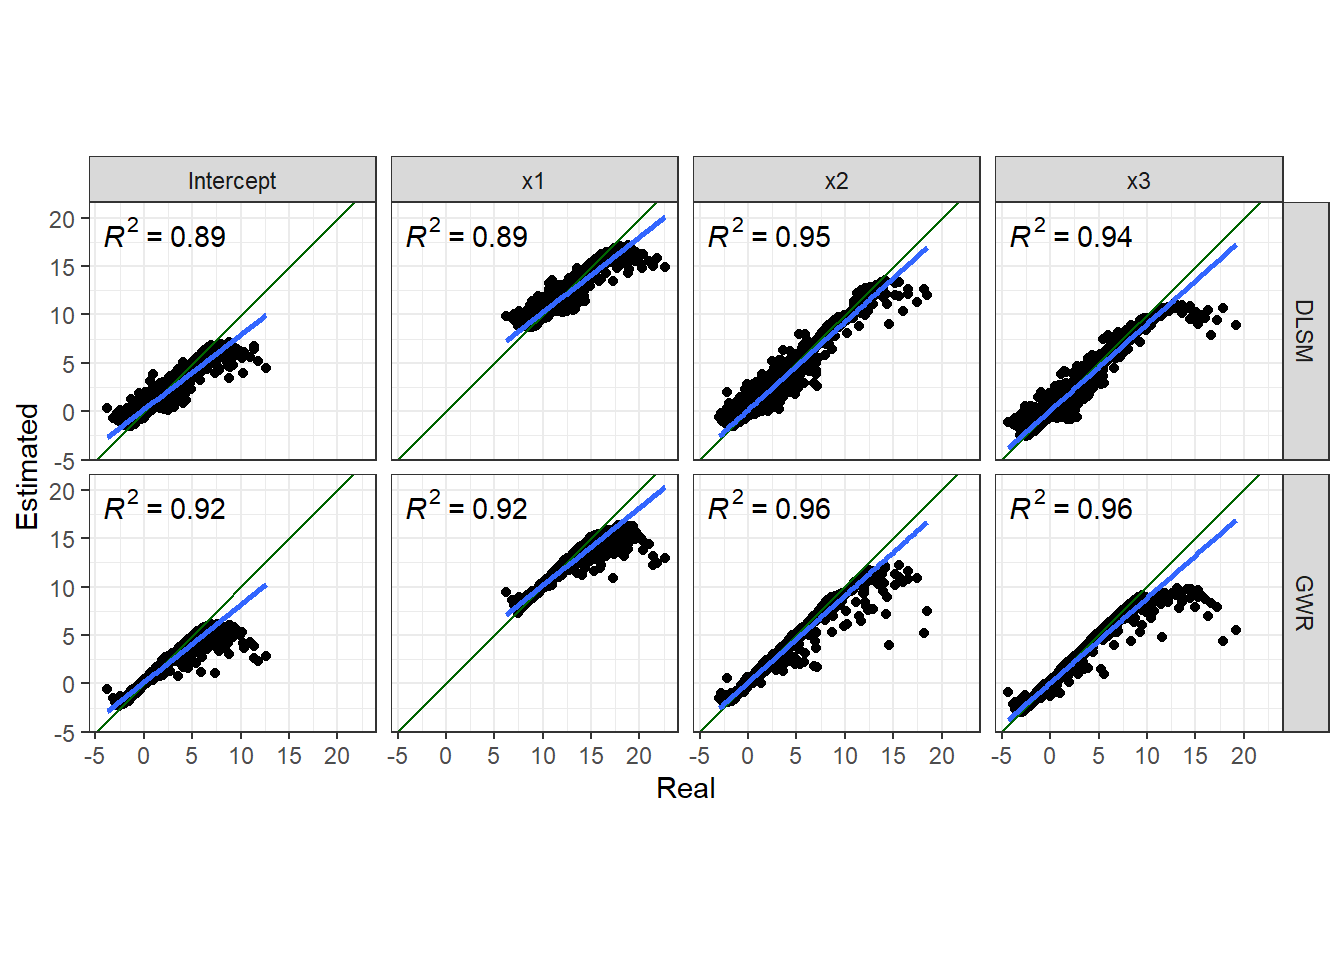 Intercept x1 x2 x3
R² = 0.89 R² = 0.89 R² = 0.95 R² = 0.94
20
15
10
5
0
-5
DLSM
Estimated
R² = 0.92 R² = 0.92 R² = 0.96 R² = 0.96
20
15
10
5
0
-5
GWR
-5 0 5 10 15 20 -5 0 5 10 15 20 -5 0 5 10 15 20 -5 0 5 10 15 20
Real